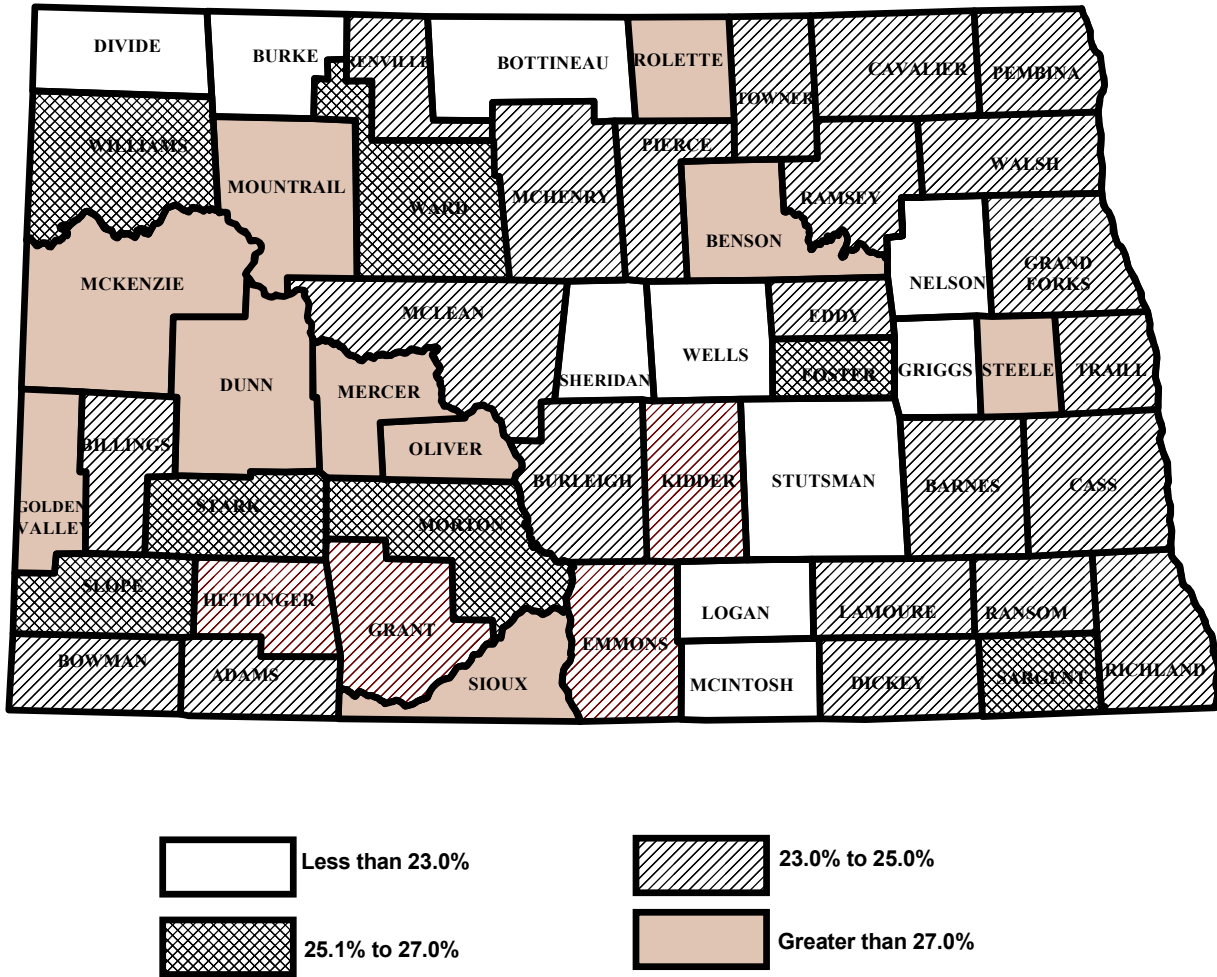 DIVIDE
BURKE
RENVILLE
BOTTINEAU
ROLETTE
TOWNER
CAVALIER
PEMBINA
WILLIAMS
MOUNTRAIL
WARD
MCHENRY
PIERCE
BENSON
RAMSEY
WALSH
MCKENZIE
MCLEAN
SHERIDAN
WELLS
EDDY
FOSTER
NELSON
GRAND
FORKS
DUNN
MERCER
OLIVER
GRIGGS
STEELE
TRAILL
GOLDEN
VALLEY
BILLINGS
STARK
MORTON
BURLEIGH
KIDDER
STUTSMAN
BARNES
CASS
SLOPE
HETTINGER
GRANT
EMMONS
LOGAN
LAMOURE
RANSOM
RICHLAND
BOWMAN
ADAMS
SIOUX
MCINTOSH
DICKEY
SARGENT
Less than 23.0%
23.0% to 25.0%
25.1% to 27.0%
Greater than 27.0%